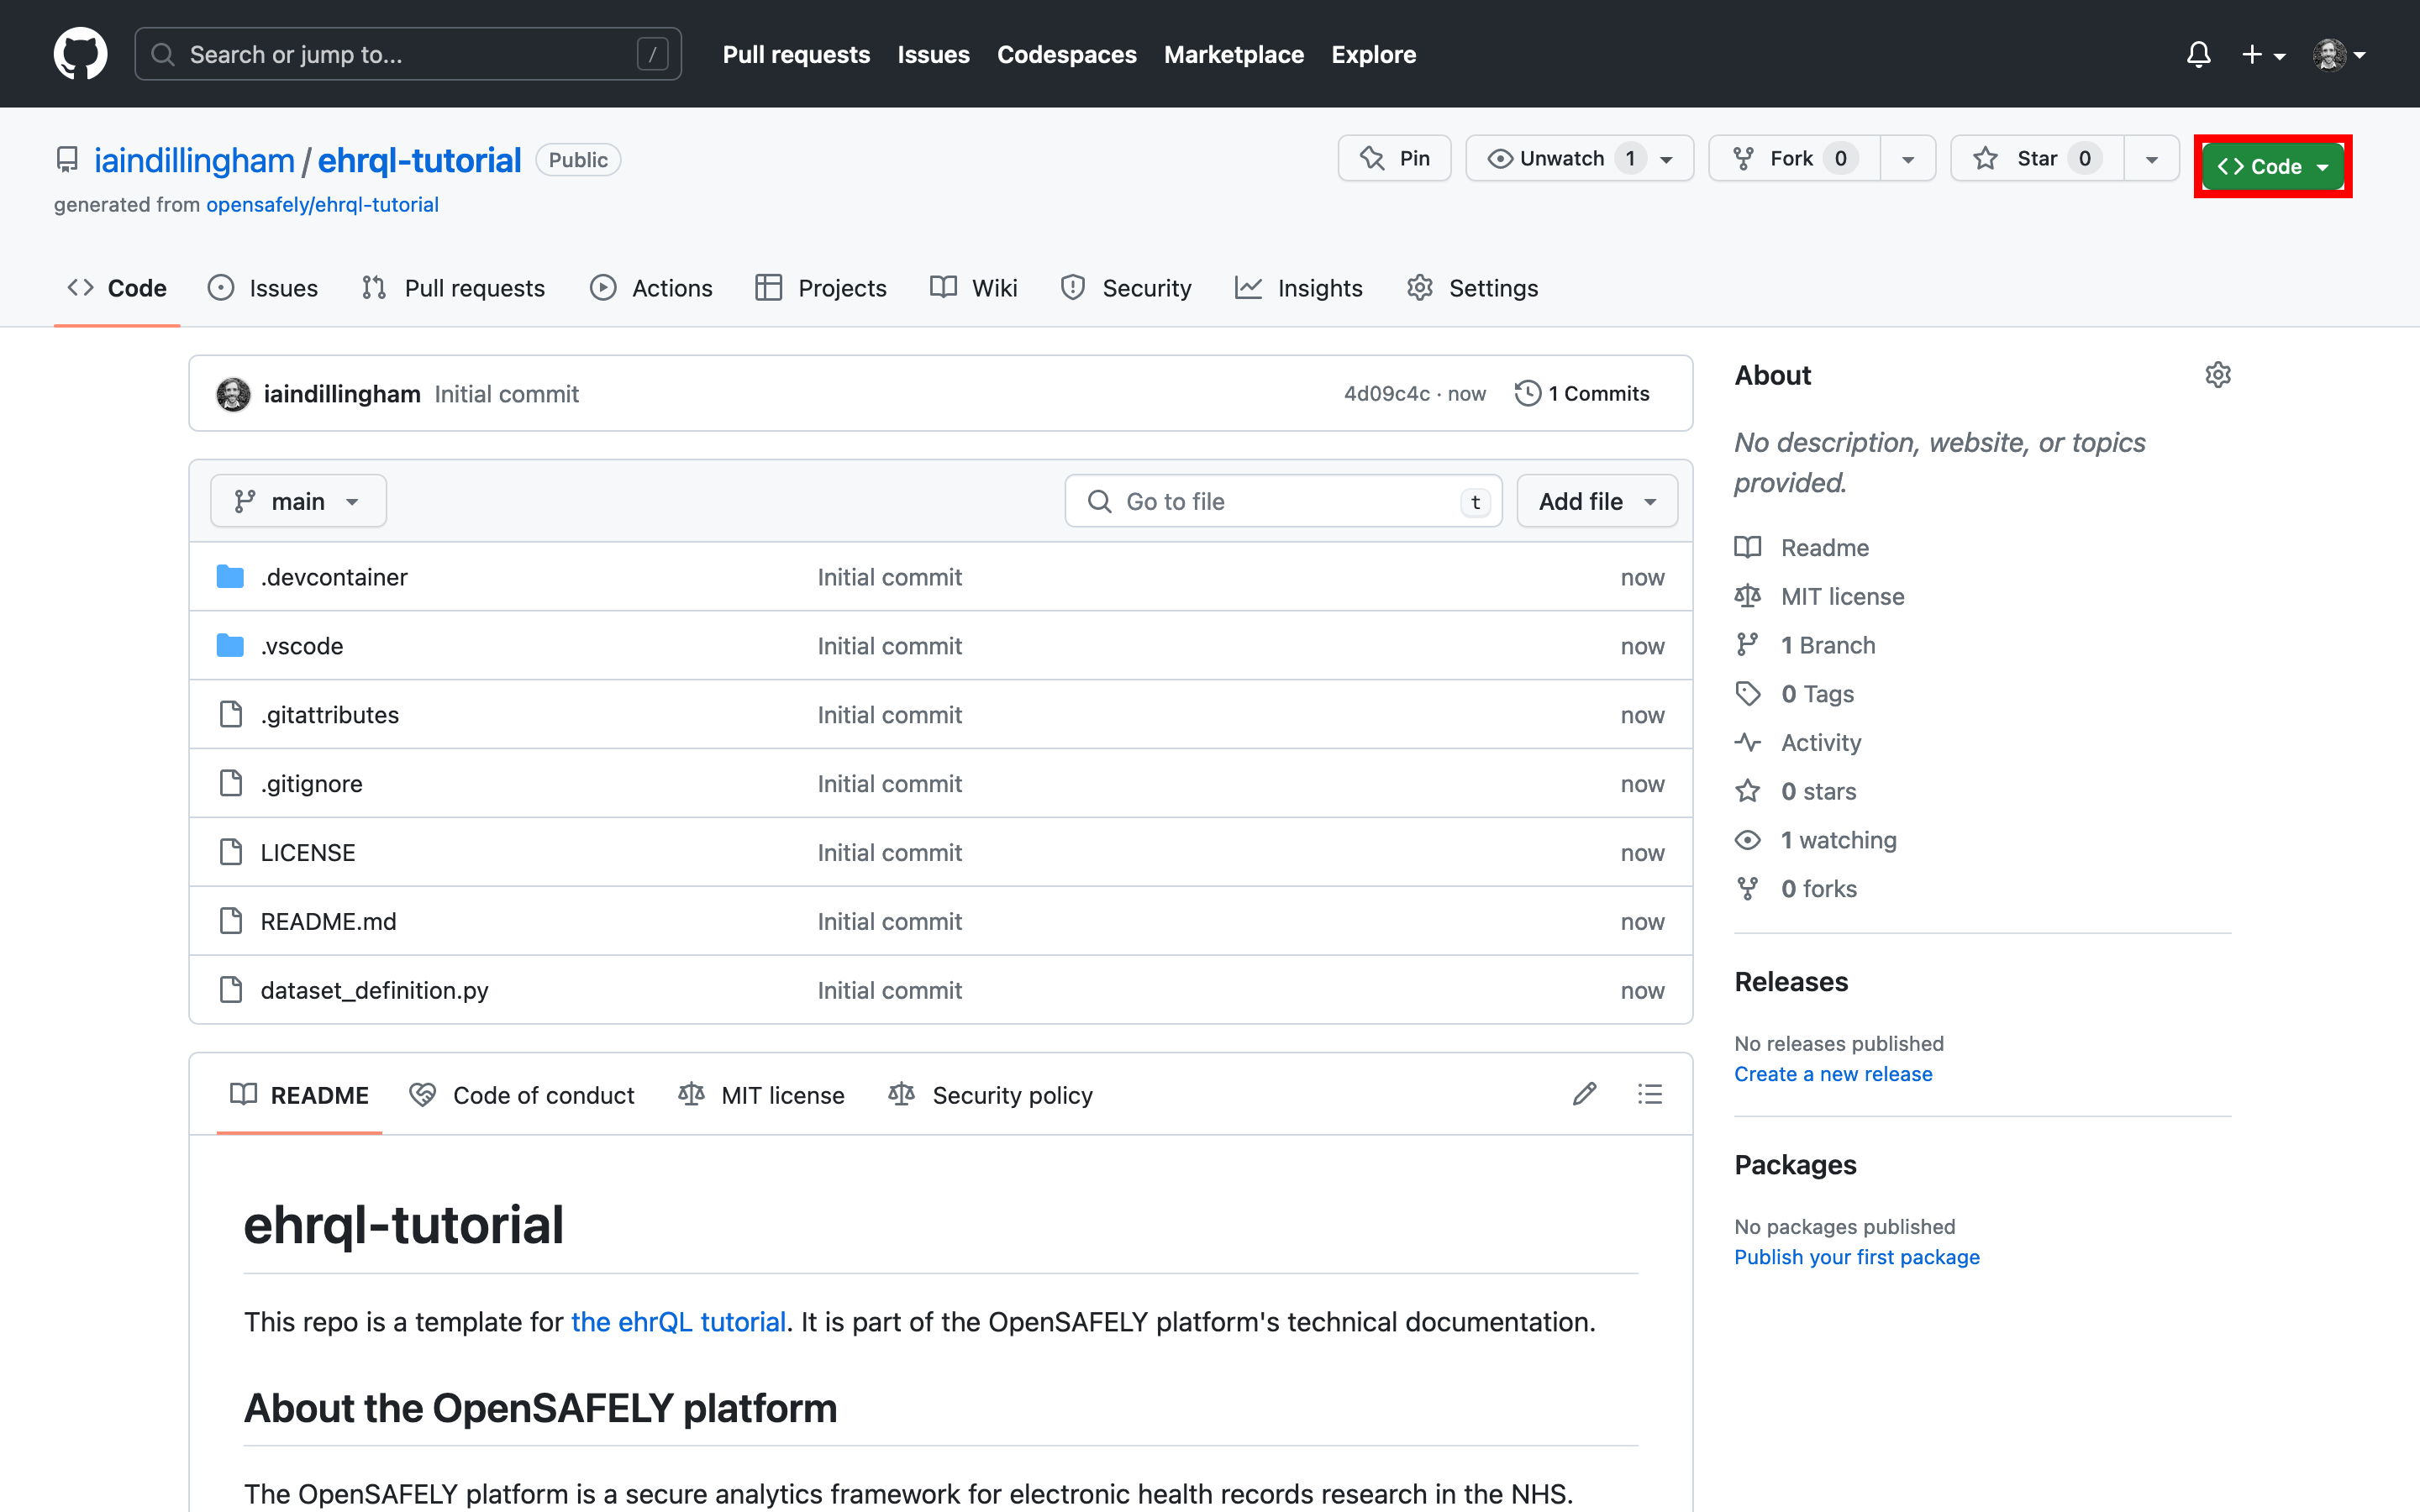 Search or jump to... / Pull requests Issues Codespaces Marketplace Explore
iaindillingham / ehrql-tutorial Public Pin Unwatch 1 Fork 0 Star 0 Code
generated from opensafely/ehrql-tutorial
Code Issues Pull requests Actions Projects Wiki Security Insights Settings
iaindillingham Initial commit 4d09c4c · now 1 Commits
main Go to file t Add file
.devcontainer Initial commit now
.vscode Initial commit now
.gitattributes Initial commit now
.gitignore Initial commit now
LICENSE Initial commit now
README.md Initial commit now
dataset_definition.py Initial commit now
README Code of conduct MIT license Security policy
ehrql-tutorial
This repo is a template for the ehrQL tutorial. It is part of the OpenSAFELY platform's technical documentation.
About the OpenSAFELY platform
The OpenSAFELY platform is a secure analytics framework for electronic health records research in the NHS.
About
No description, website, or topics
provided.
Readme
MIT license
1 Branch
0 Tags
Activity
0 stars
1 watching
0 forks
Releases
No releases published
Create a new release
Packages
No packages published
Publish your first package